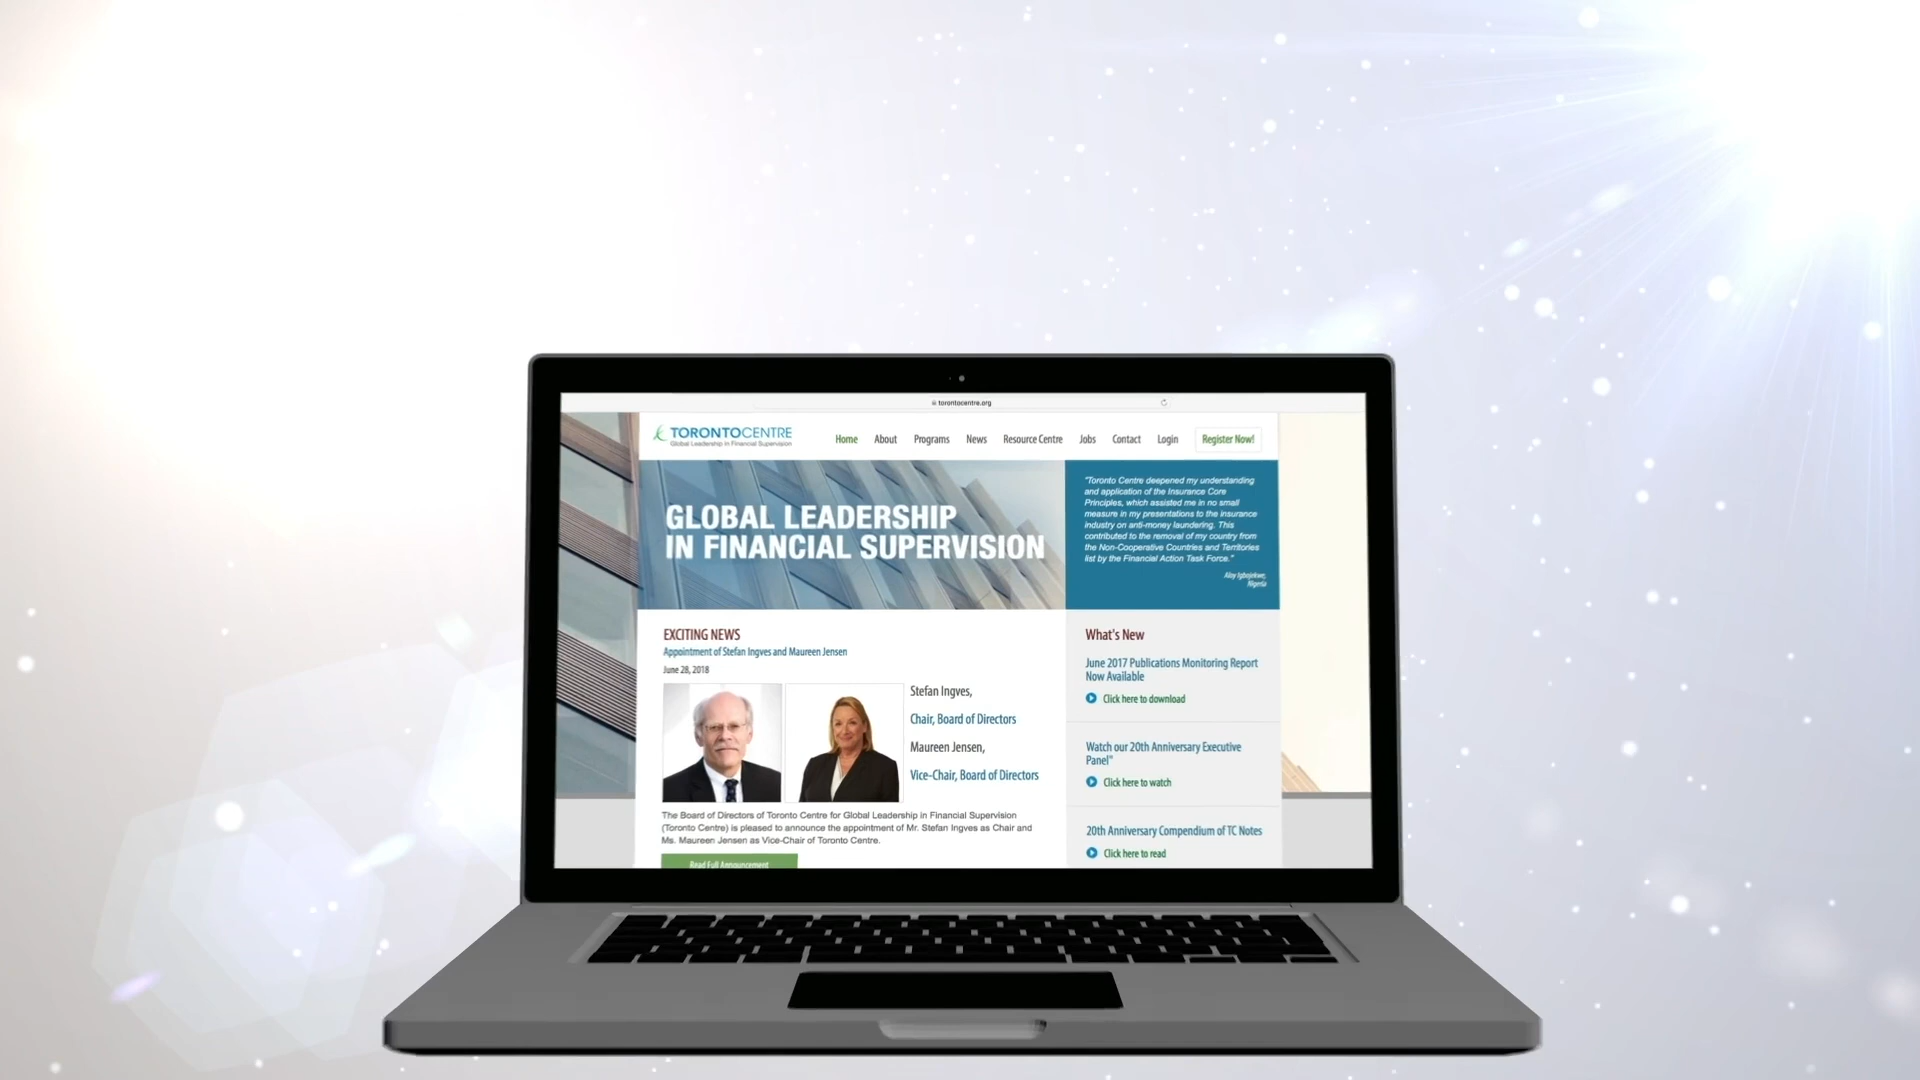 torontocentre.org
TORONTOCENTRE
Global Leadership in Financial Supervision
Home About Programs News Resource Centre Jobs Contact Login Register Now!
GLOBAL LEADERSHIP
IN FINANCIAL SUPERVISION
"Toronto Centre deepened my understanding
and application of the Insurance Core
Principles, which assisted me in no small
measure in my presentations to the insurance
industry on anti-money laundering. This
contributed to the removal of my country from
the Non-Cooperative Countries and Territories
list by the Financial Action Task Force."
Aloy Igbojekwe,
Nigeria
EXCITING NEWS
Appointment of Stefan Ingves and Maureen Jensen
June 28, 2018
Stefan Ingves,
Chair, Board of Directors
Maureen Jensen,
Vice-Chair, Board of Directors
The Board of Directors of Toronto Centre for Global Leadership in Financial Supervision
(Toronto Centre) is pleased to announce the appointment of Mr. Stefan Ingves as Chair and
Ms. Maureen Jensen as Vice-Chair of Toronto Centre.
Read Full Announcement
What's New
June 2017 Publications Monitoring Report
Now Available
Click here to download
Watch our 20th Anniversary Executive
Panel"
Click here to watch
20th Anniversary Compendium of TC Notes
Click here to read